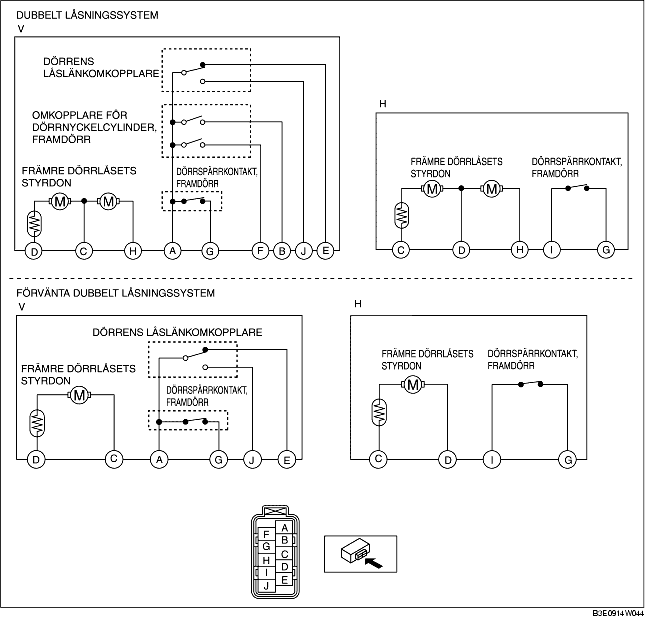 DUBBELT LÅSNINGSSYSTEM
V
DÖRRENS
LÅSLÄNKOMKOPPLARE
OMKOPPLARE FÖR
DÖRRNYCKELCYLINDER,
FRAMDÖRR
FRÄMRE DÖRRLÅSETS
STYRDON
DÖRRSPÄRRKONTAKT,
FRAMDÖRR
M M
D C H A G F B J E
H
FRÄMRE DÖRRLÅSETS
STYRDON
DÖRRSPÄRRKONTAKT,
FRAMDÖRR
M M
C D H I G
FÖRVÄNTA DUBBELT LÅSNINGSSYSTEM
V
DÖRRENS LÅSLÄNKOMKOPPLARE
FRÄMRE DÖRRLÅSETS
STYRDON
DÖRRSPÄRRKONTAKT,
FRAMDÖRR
M
D C A G J E
H
FRÄMRE DÖRRLÅSETS
STYRDON
DÖRRSPÄRRKONTAKT,
FRAMDÖRR
M
C D I G
A
F B
G C
H D
I E
J
B3E0914W044